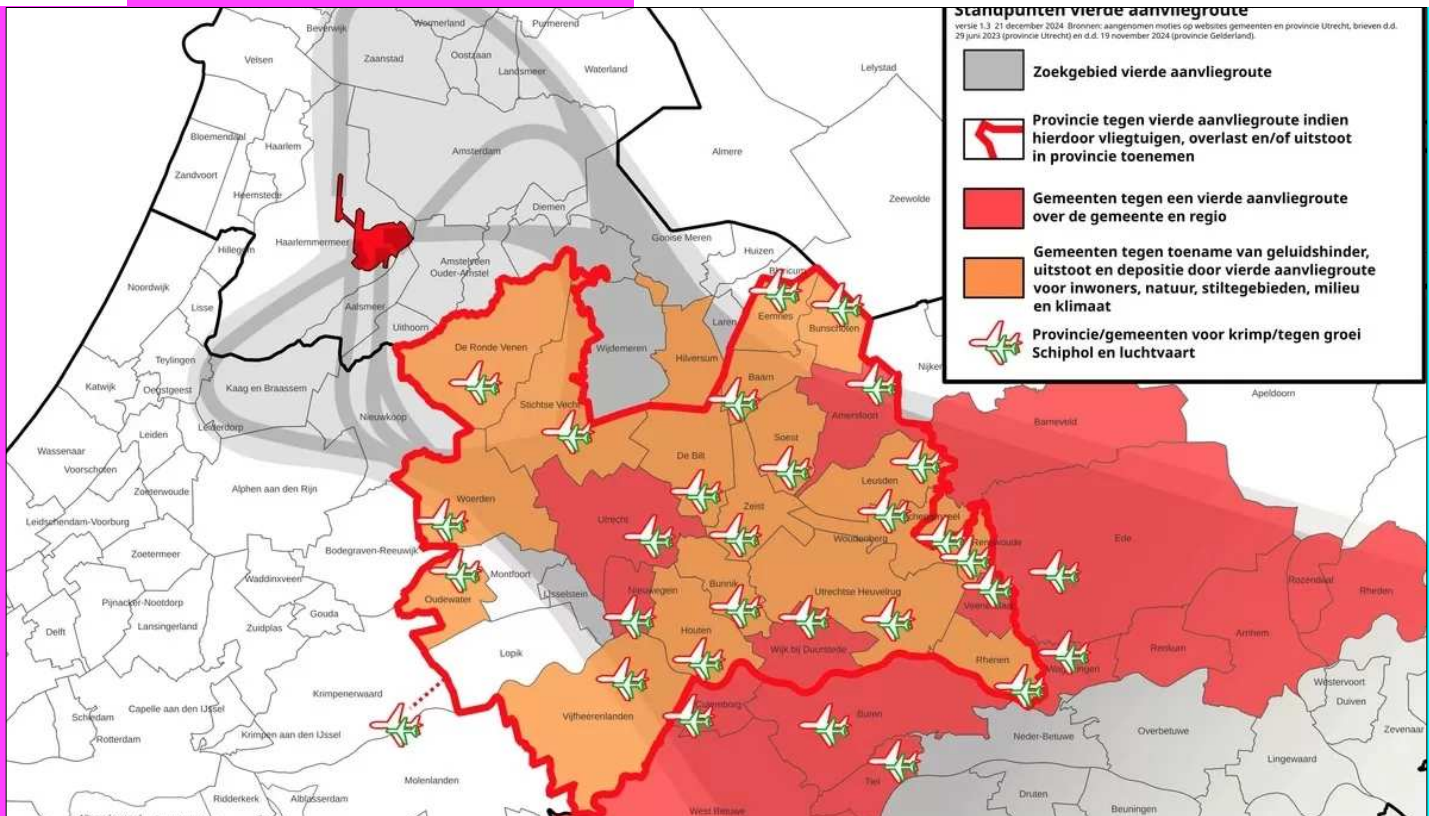 Standpunten vierde aanvliegroute
versie 1.3 21 december 2024 Bronnen: aangenomen moties op websites gemeenten en provincie Utrecht, brieven d.d.
29 juni 2023 (provincie Utrecht) en d.d. 19 november 2024 (provincie Gelderland).
Zoekgebied vierde aanvliegroute
Provincie tegen vierde aanvliegroute indien
hierdoor vliegtuigen, overlast en/of uitstoot
in provincie toenemen
Gemeenten tegen een vierde aanvliegroute
over de gemeente en regio
Gemeenten tegen toename van geluidshinder,
uitstoot en depositie door vierde aanvliegroute
voor inwoners, natuur, stiltegebieden, milieu
en klimaat
Provincie/gemeenten voor krimp/tegen groei
Schiphol en luchtvaart
Beverwijk
Wormerland
Purmerend
Velsen
Zaanstad
Oostzaan
Landsmeer
Waterland
Lelystad
Bloemendaal
Haarlem
Amsterdam
Almere
Zandvoort
Heemstede
Diemen
Zeewolde
Hillegom
Haarlemmermeer
Gooise Meren
Huizen
Amstelveen
Ouder-Amstel
Blaricum
Noordwijk
Lisse
Aalsmeer
Uithoorn
Laren
Eemnes
Bunschoten
Teylingen
De Ronde Venen
Wijdemeren
Hilversum
Katwijk
Oegstgeest
Kaag en Braassem
Baarn
Apeldoorn
Stichtse Vecht
Nieuwkoop
Leiderdorp
Leiden
Amersfoort
Barneveld
Wassenaar
Soest
Voorschoten
De Bilt
Leusden
Zoeterwoude
Alphen aan den Rijn
Woerden
Zeist
Leidschendam-Voorburg
Utrecht
Woudenberg
Renswoude
Ede
Zoetermeer
Bodegraven-Reeuwijk
Montfoort
Waddinxveen
IJsselstein
Nieuwegein
Bunnik
Utrechtse Heuvelrug
Rozendaal
Rheden
Pijnacker-Nootdorp
Oudewater
Gouda
Delft
Lansingerland
Zuidplas
Houten
Arnhem
Lopik
Wijk bij Duurstede
Renkum
Rhenen
Wageningen
Krimpenerwaard
Westervoort
Duiven
Capelle aan den IJssel
Schiedam
Culemborg
Buren
Vijfheerenlanden
Rotterdam
Krimpen aan den IJssel
Neder-Betuwe
Overbetuwe
Zevenaar
Lingewaard
Molenlanden
Tiel
Druten
Ridderkerk
Alblasserdam
West Betuwe
Beuningen